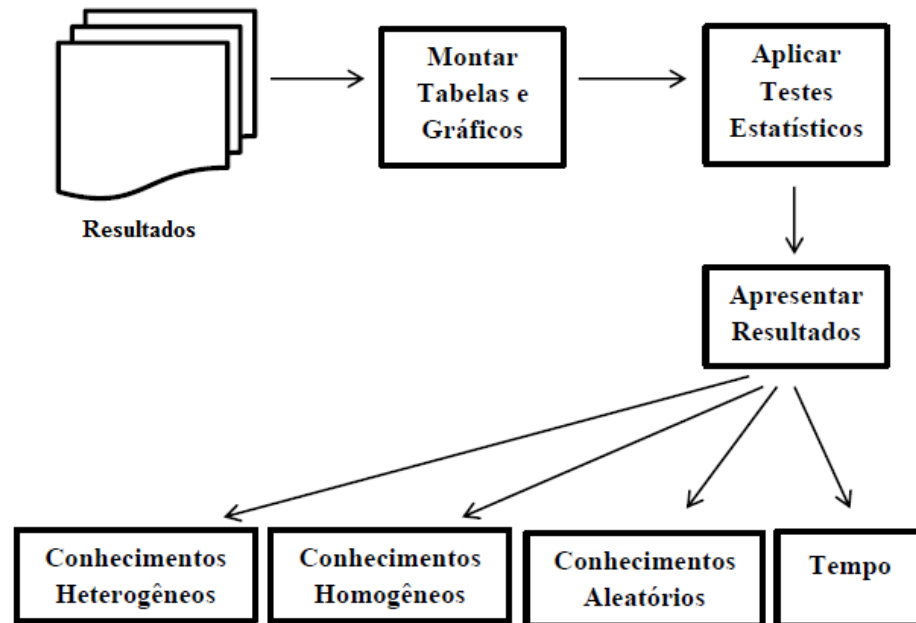 Resultados
Montar
Tabelas e
Gráficos
Aplicar
Testes
Estatísticos
Apresentar
Resultados
Conhecimentos
Heterogêneos
Conhecimentos
Homogêneos
Conhecimentos
Aleatórios
Tempo